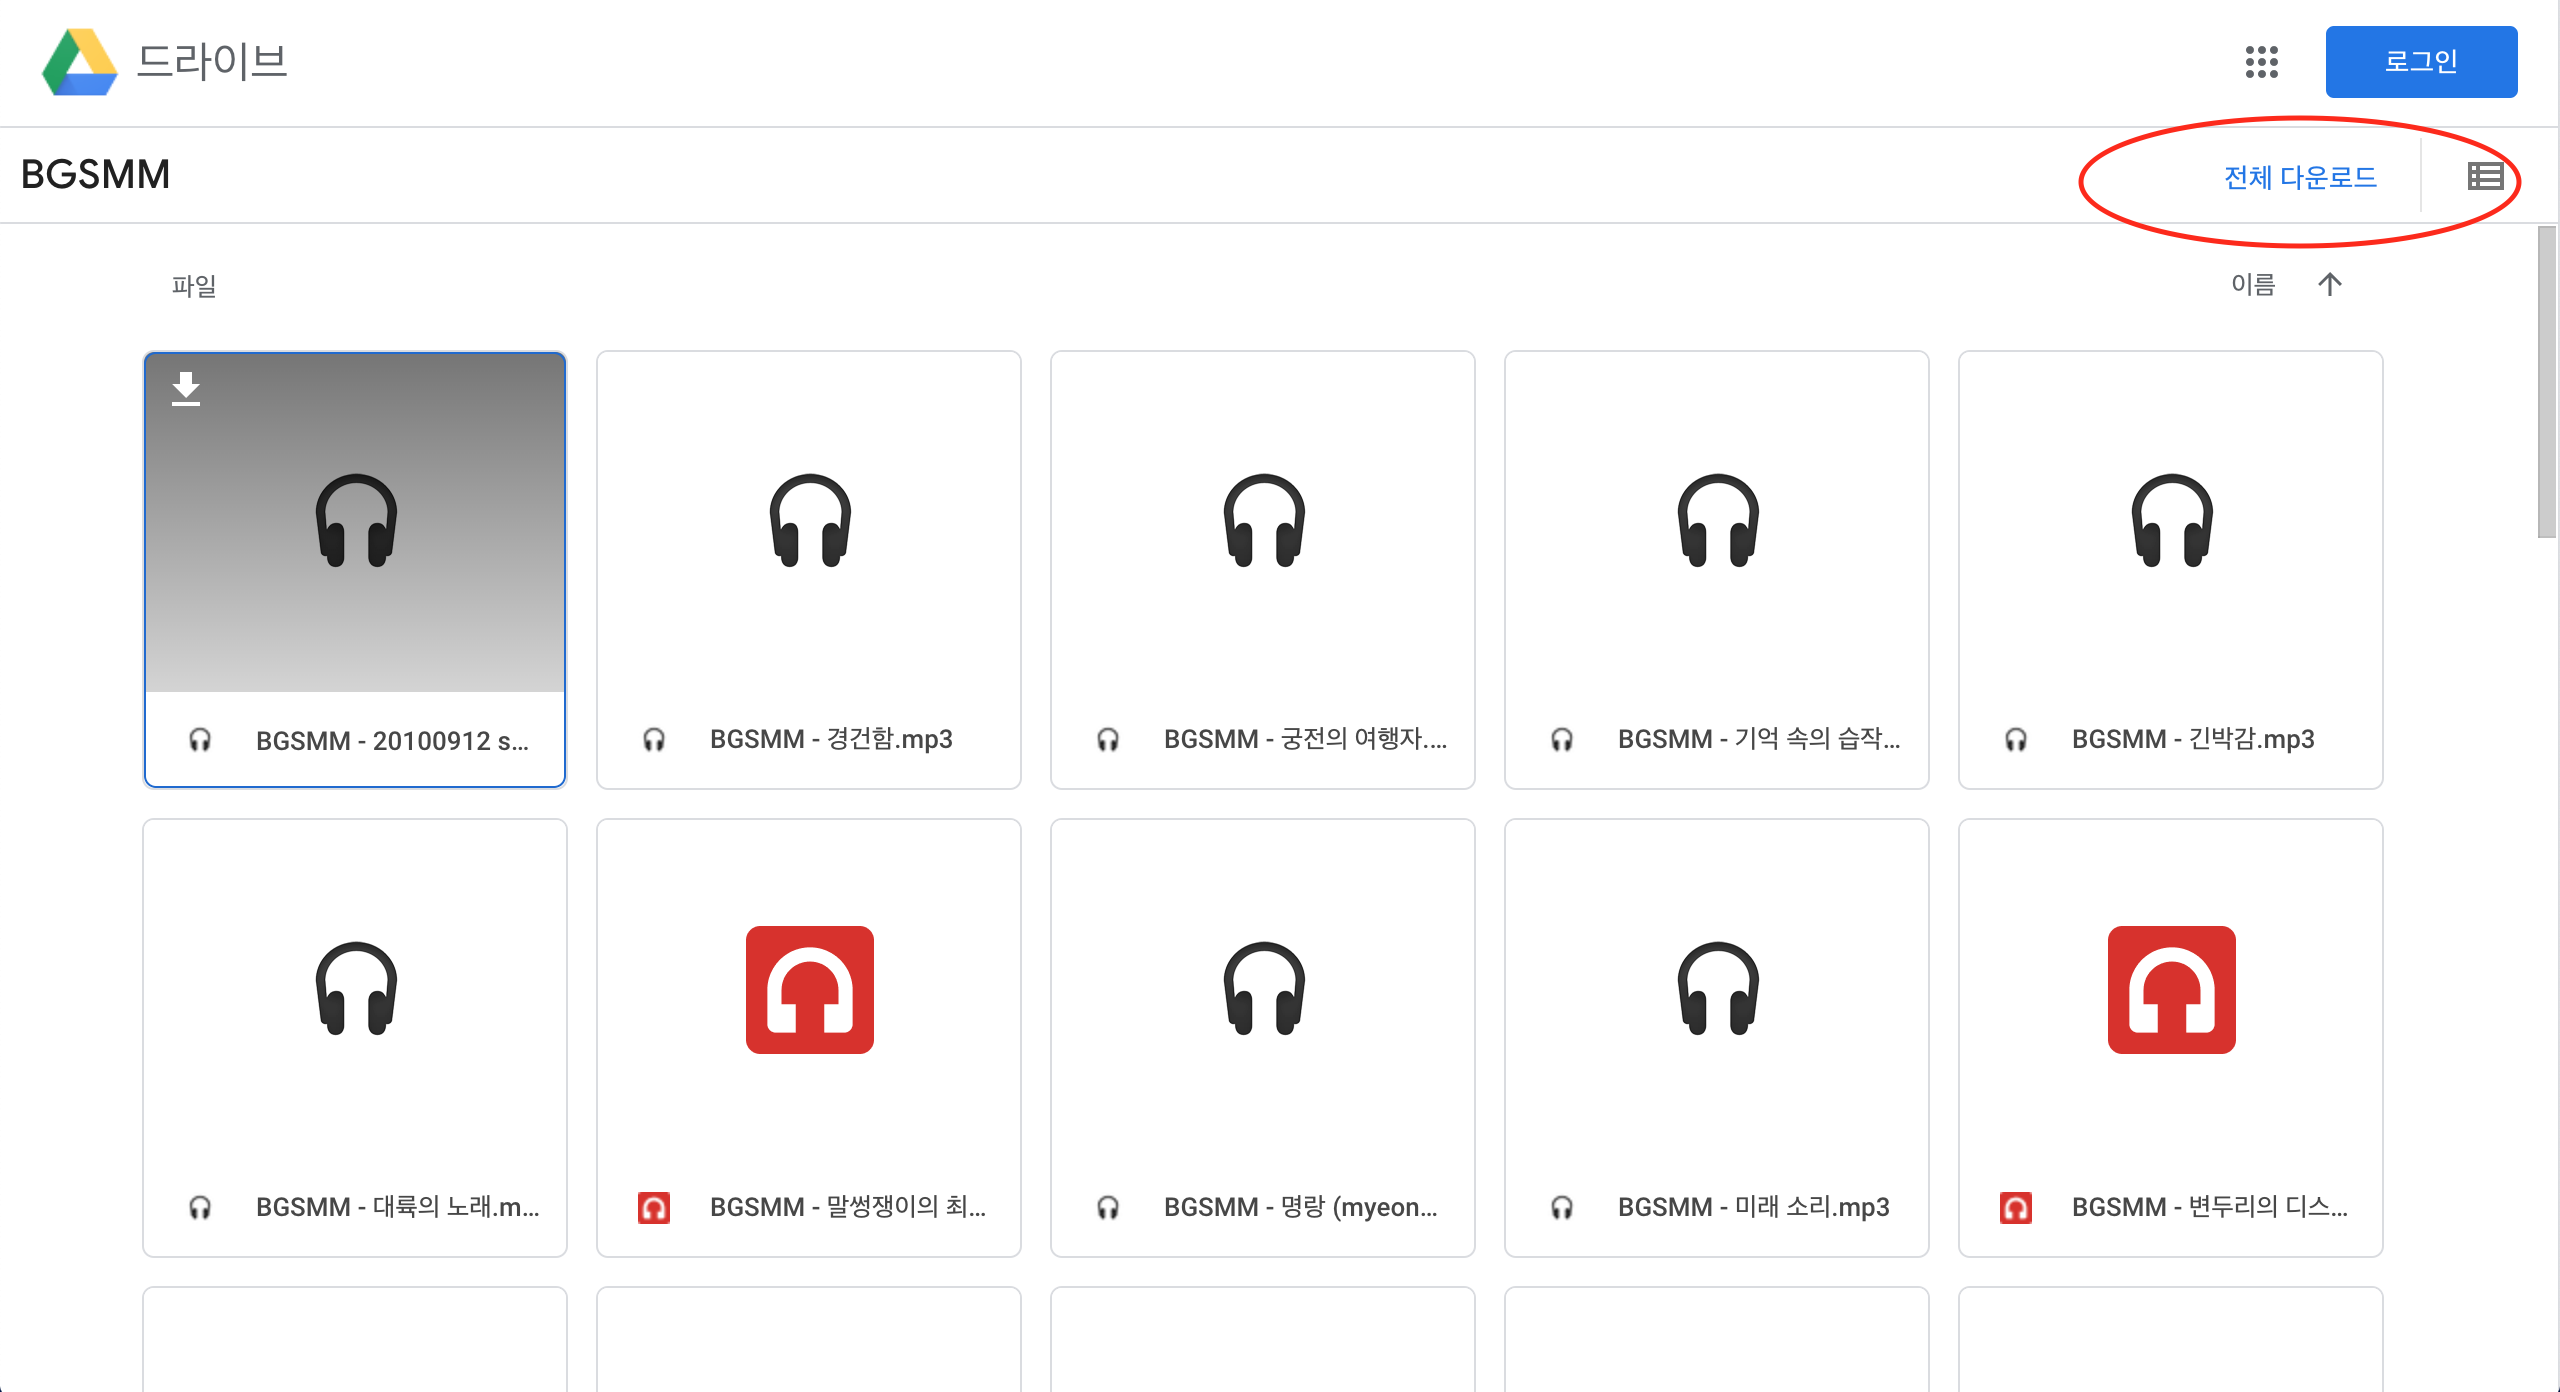 드라이브
로그인
BGSMM
전체 다운로드
파일
이름
BGSMM - 20100912 s...
BGSMM - 경건함.mp3
BGSMM - 궁전의 여행자....
BGSMM - 기억 속의 습작...
BGSMM - 긴박감.mp3
BGSMM - 대륙의 노래.m...
BGSMM - 말썽쟁이의 최...
BGSMM - 명랑 (myeon...
BGSMM - 미래 소리.mp3
BGSMM - 변두리의 디스...